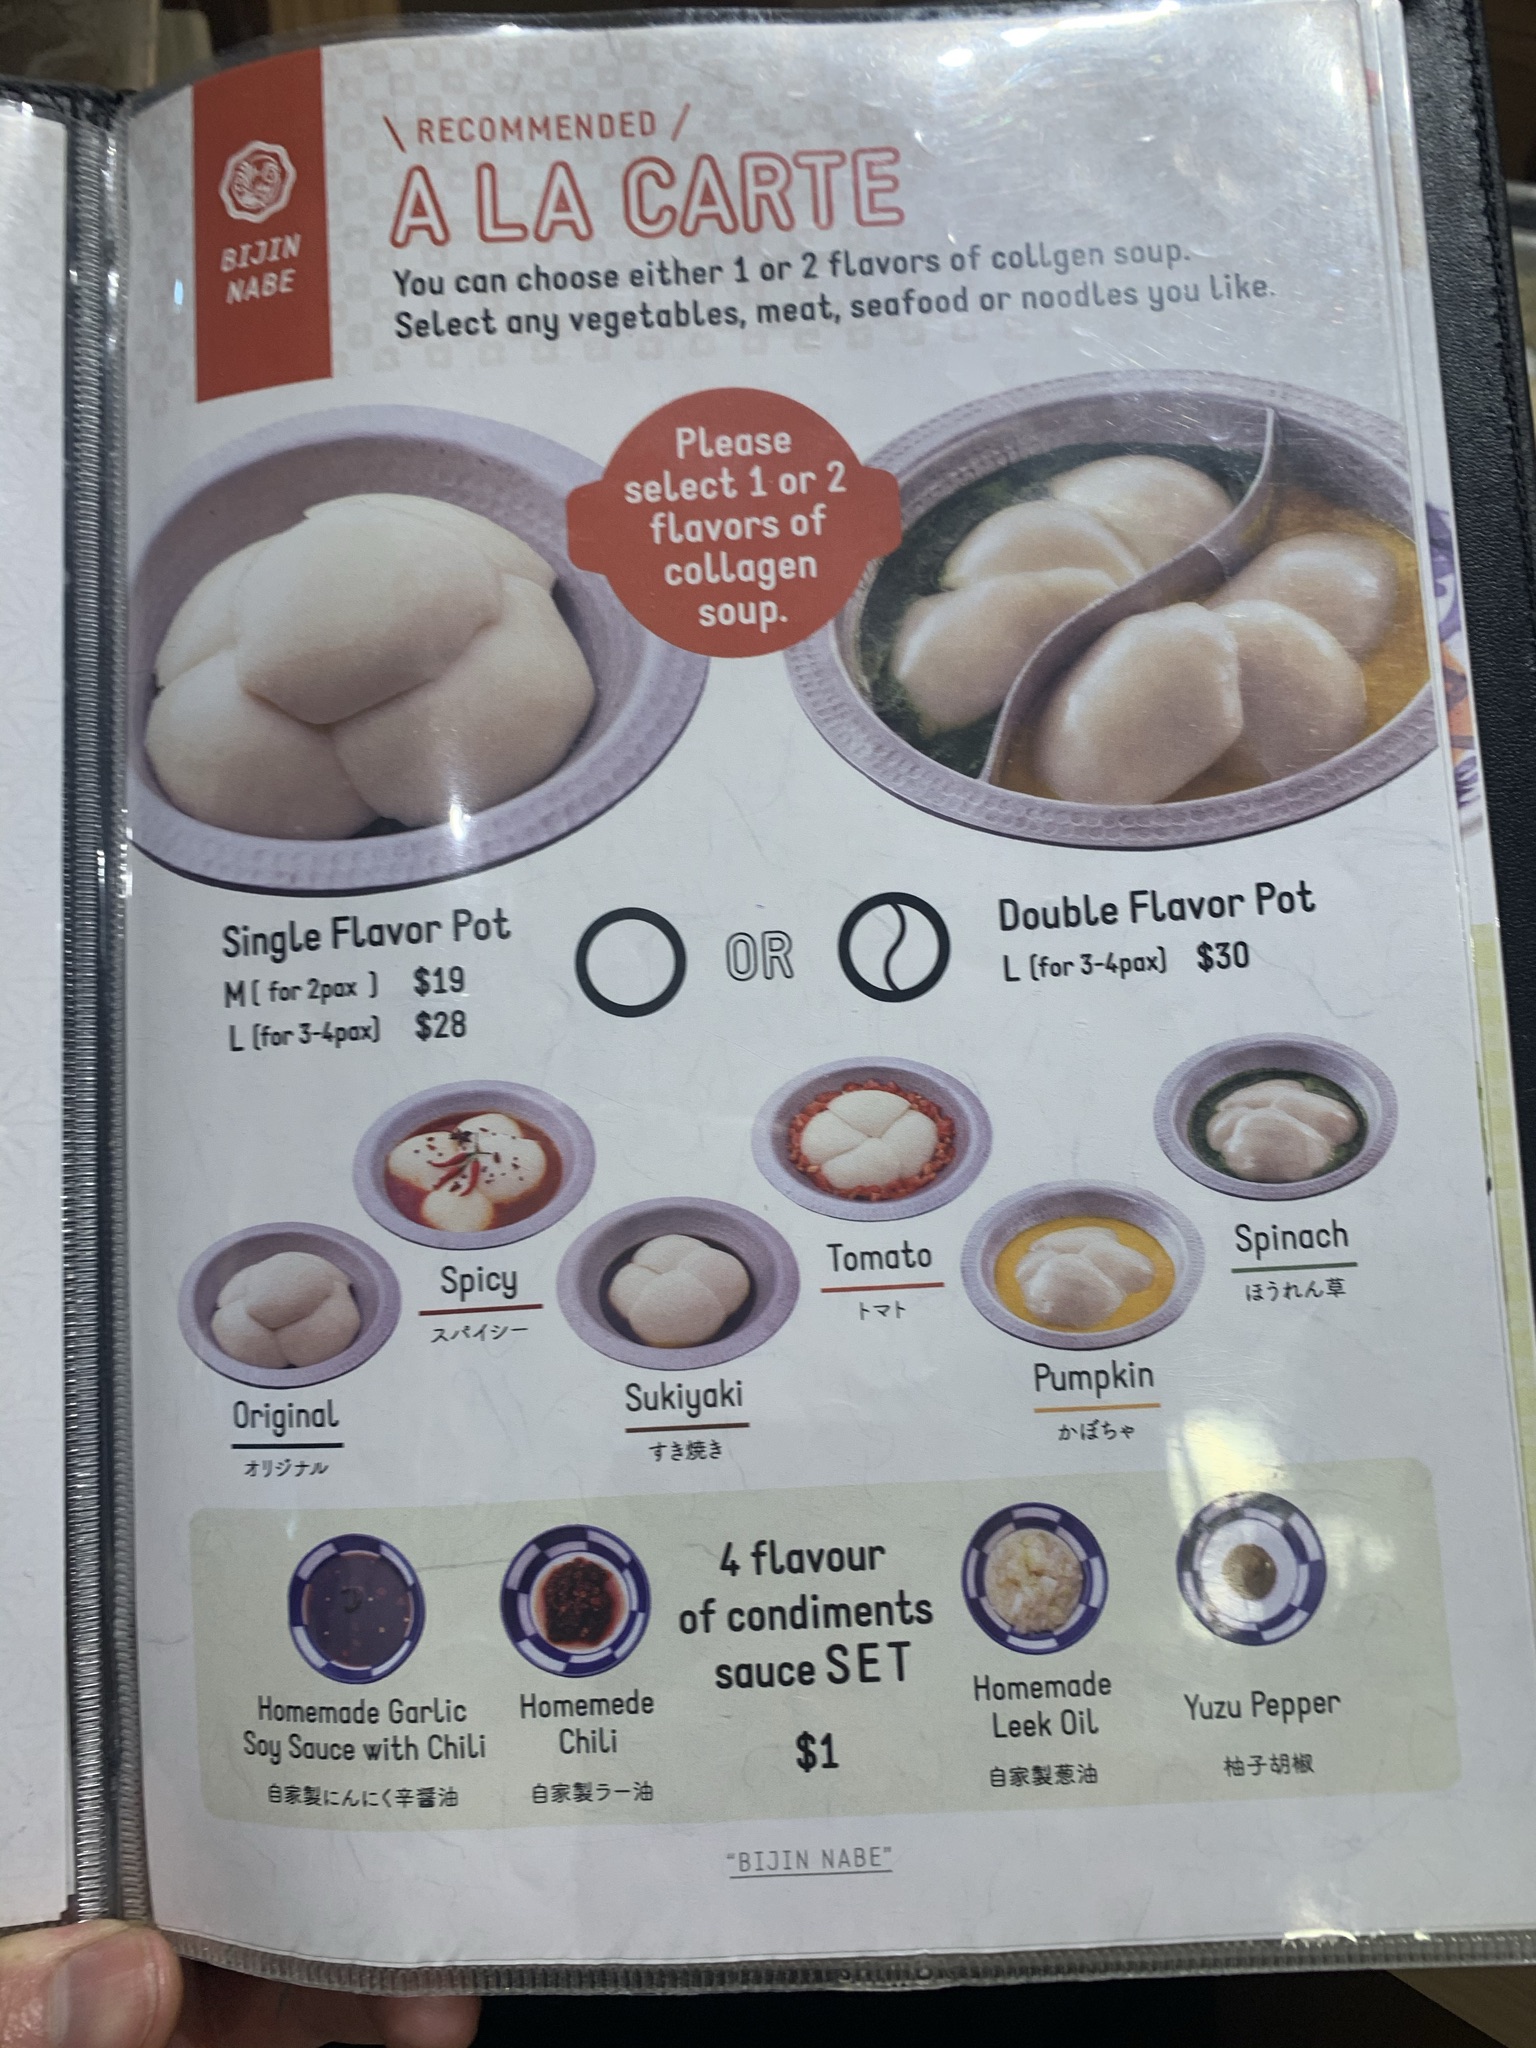 BIJIN
NABE
\ RECOMMENDED /
A LA CARTE
You can choose either 1 or 2 flavors of collgen soup.
Select any vegetables, meat, seafood or noodles you like.
Please
select 1 or 2
flavors of
collagen
soup.
Single Flavor Pot
M ( for 2pax ) $19
L (for 3-4pax) $28
OR
Double Flavor Pot
L (for 3-4pax) $30
Original
オリジナル
Spicy
スパイシー
Sukiyaki
すき焼き
Tomato
トマト
Pumpkin
かぼちゃ
Spinach
ほうれん草
Homemade Garlic
Soy Sauce with Chili
自家製にんにく辛醤油
Homemede
Chili
自家製ラー油
4 flavour
of condiments
sauce SET
$1
Homemade
Leek Oil
自家製葱油
Yuzu Pepper
柚子胡椒
"BIJIN NABE"